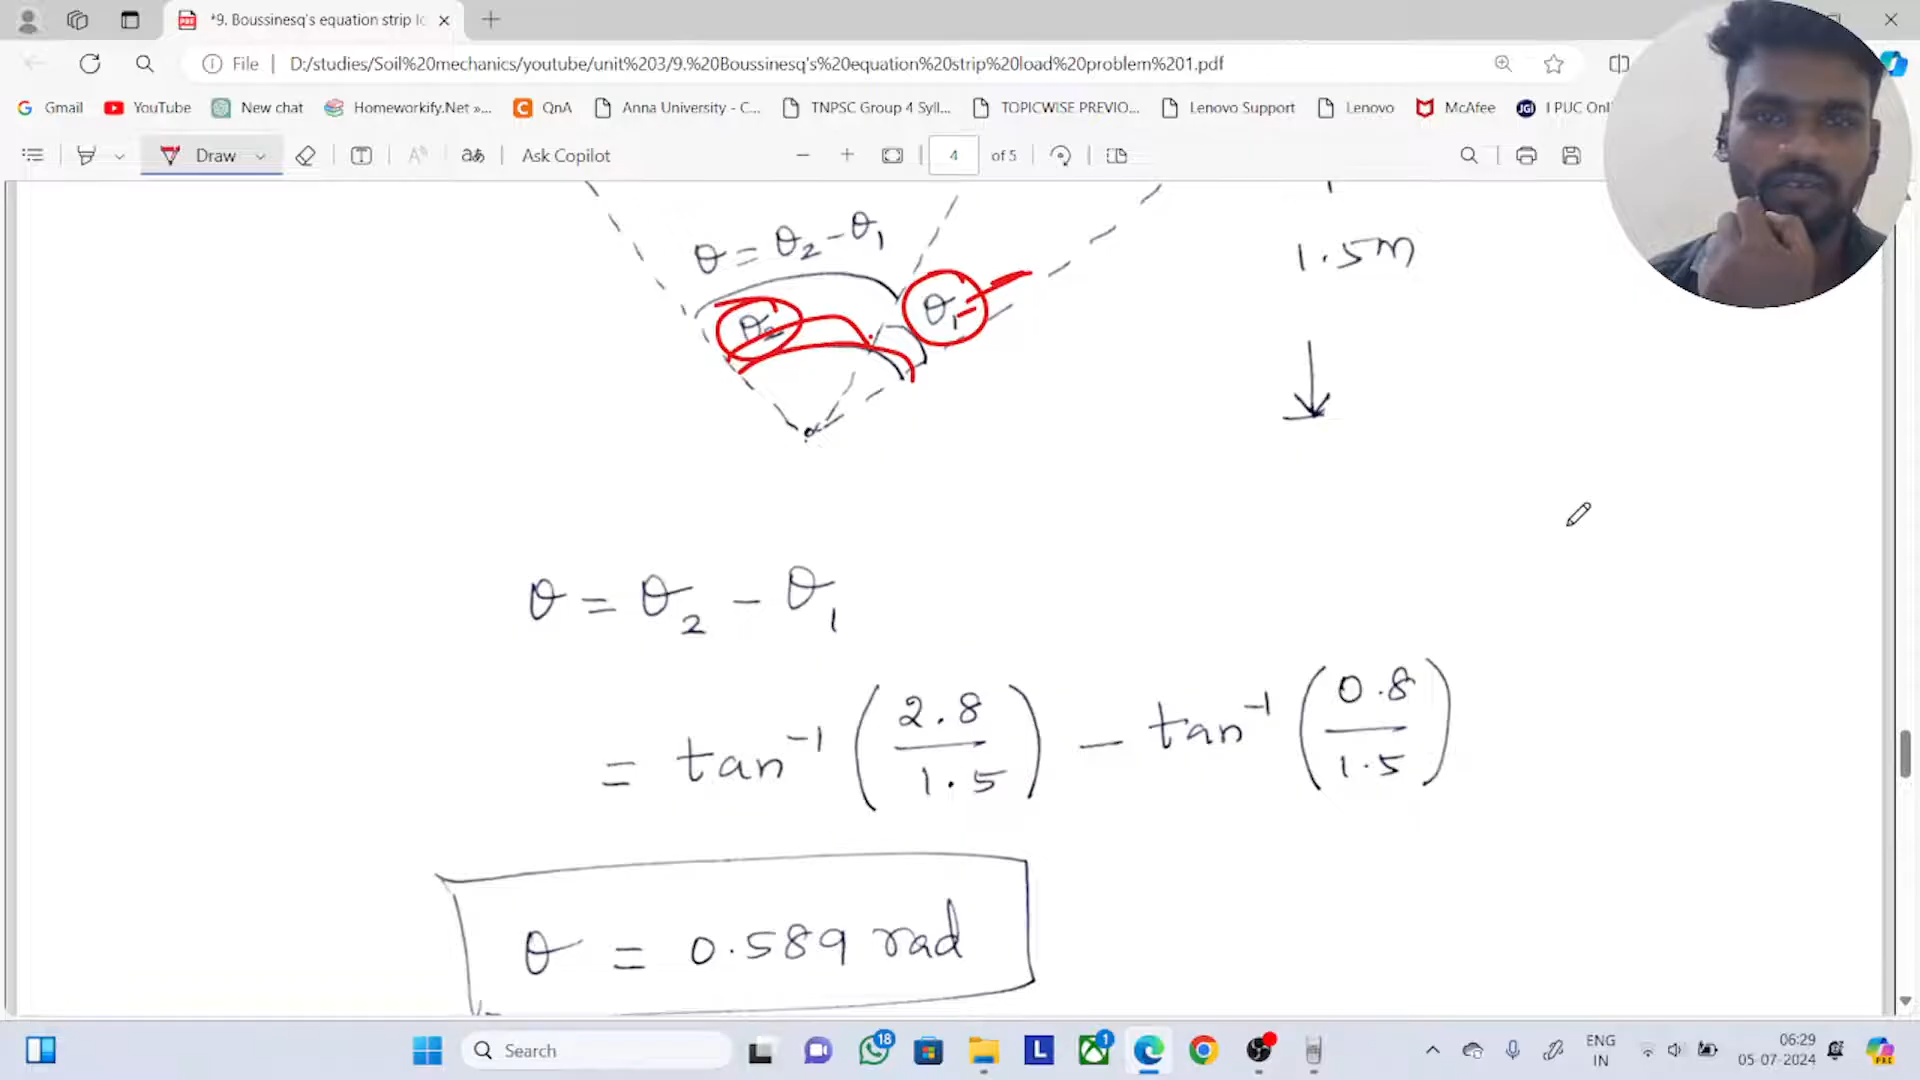 *9. Boussinesq's equation strip lo
File
D:/studies/Soil%20mechanics/youtube/unit%203/9.%20Boussinesq's%20equation%20strip%20load%20problem%201.pdf
Gmail YouTube New chat Homeworkify.Net »... QnA Anna University - C... TNPSC Group 4 Syll... TOPICWISE PREVIO... Lenovo Support Lenovo McAfee I PUC Onl
Draw Ask Copilot 4 of 5
θ = θ2 - θ1
1.5m
θ2 θ1
θ = θ2 - θ1
= tan⁻¹ (2.8/1.5) - tan⁻¹ (0.8/1.5)
θ = 0.589 rad
Search 18 1 ENG 06:29
IN 05-07-2024